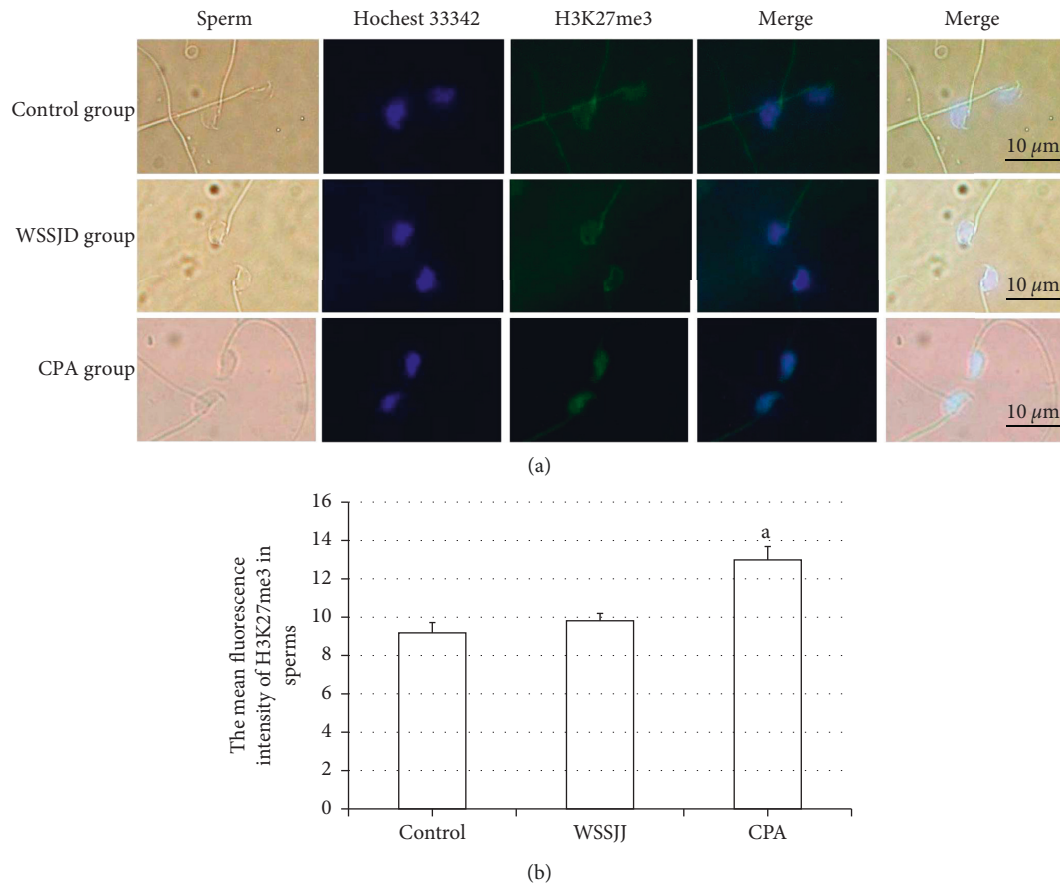 Sperm Hochest 33342 H3K27me3 Merge Merge
Control group
10 μm
WSSJD group
10 μm
CPA group
10 μm
(a)
The mean fluorescence
intensity of H3K27me3 in
sperms
16
14
12
10
8
6
4
2
0
a
Control WSSJJ CPA
(b)